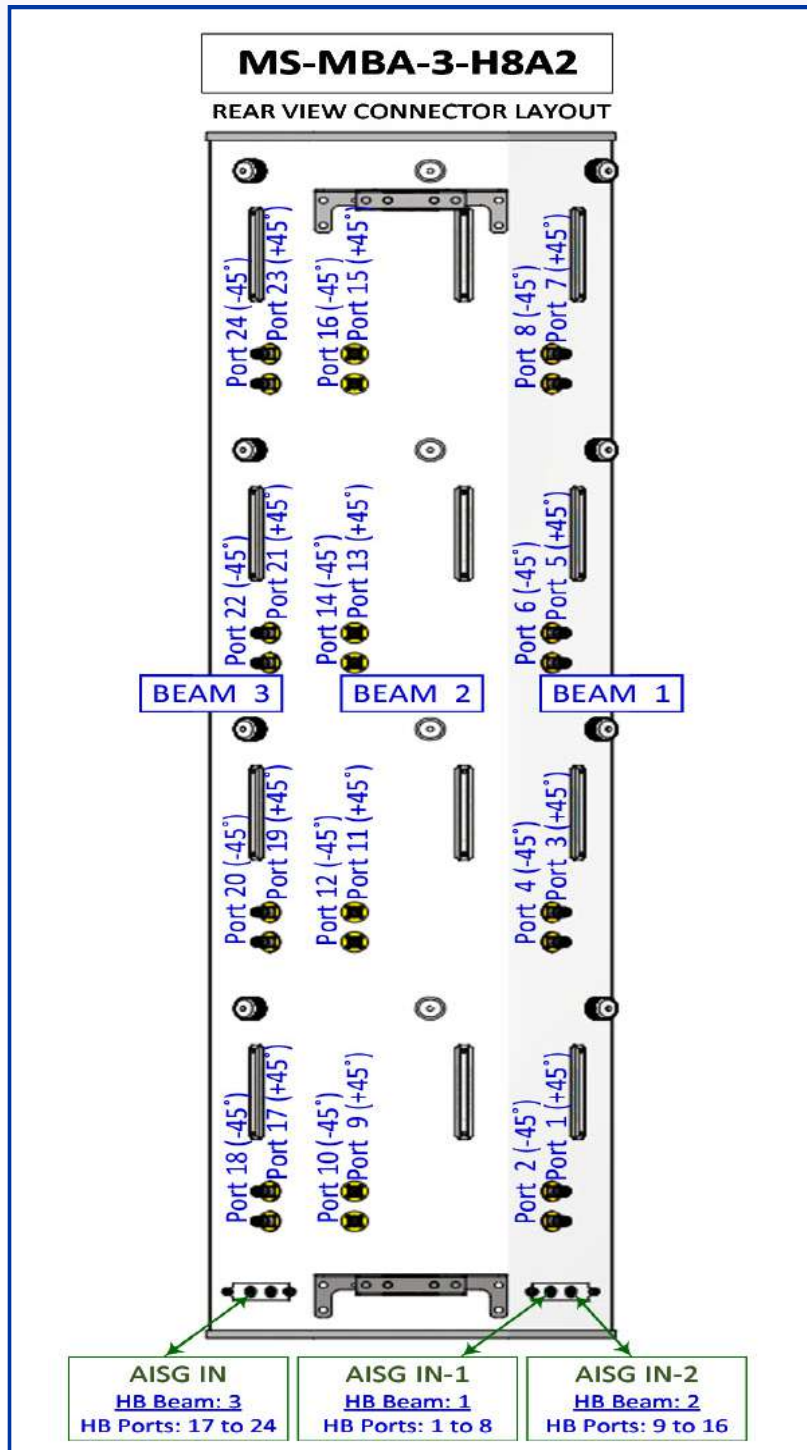 MS-MBA-3-H8A2
REAR VIEW CONNECTOR LAYOUT
Port 24 (-45°)
Port 23 (+45°)
Port 16 (-45°)
Port 15 (+45°)
Port 8 (-45°)
Port 7 (+45°)
Port 22 (-45°)
Port 21 (+45°)
Port 14 (-45°)
Port 13 (+45°)
Port 6 (-45°)
Port 5 (+45°)
BEAM 3
BEAM 2
BEAM 1
Port 20 (-45°)
Port 19 (+45°)
Port 12 (-45°)
Port 11 (+45°)
Port 4 (-45°)
Port 3 (+45°)
Port 18 (-45°)
Port 17 (+45°)
Port 10 (-45°)
Port 9 (+45°)
Port 2 (-45°)
Port 1 (+45°)
AISG IN
HB Beam: 3
HB Ports: 17 to 24
AISG IN-1
HB Beam: 1
HB Ports: 1 to 8
AISG IN-2
HB Beam: 2
HB Ports: 9 to 16